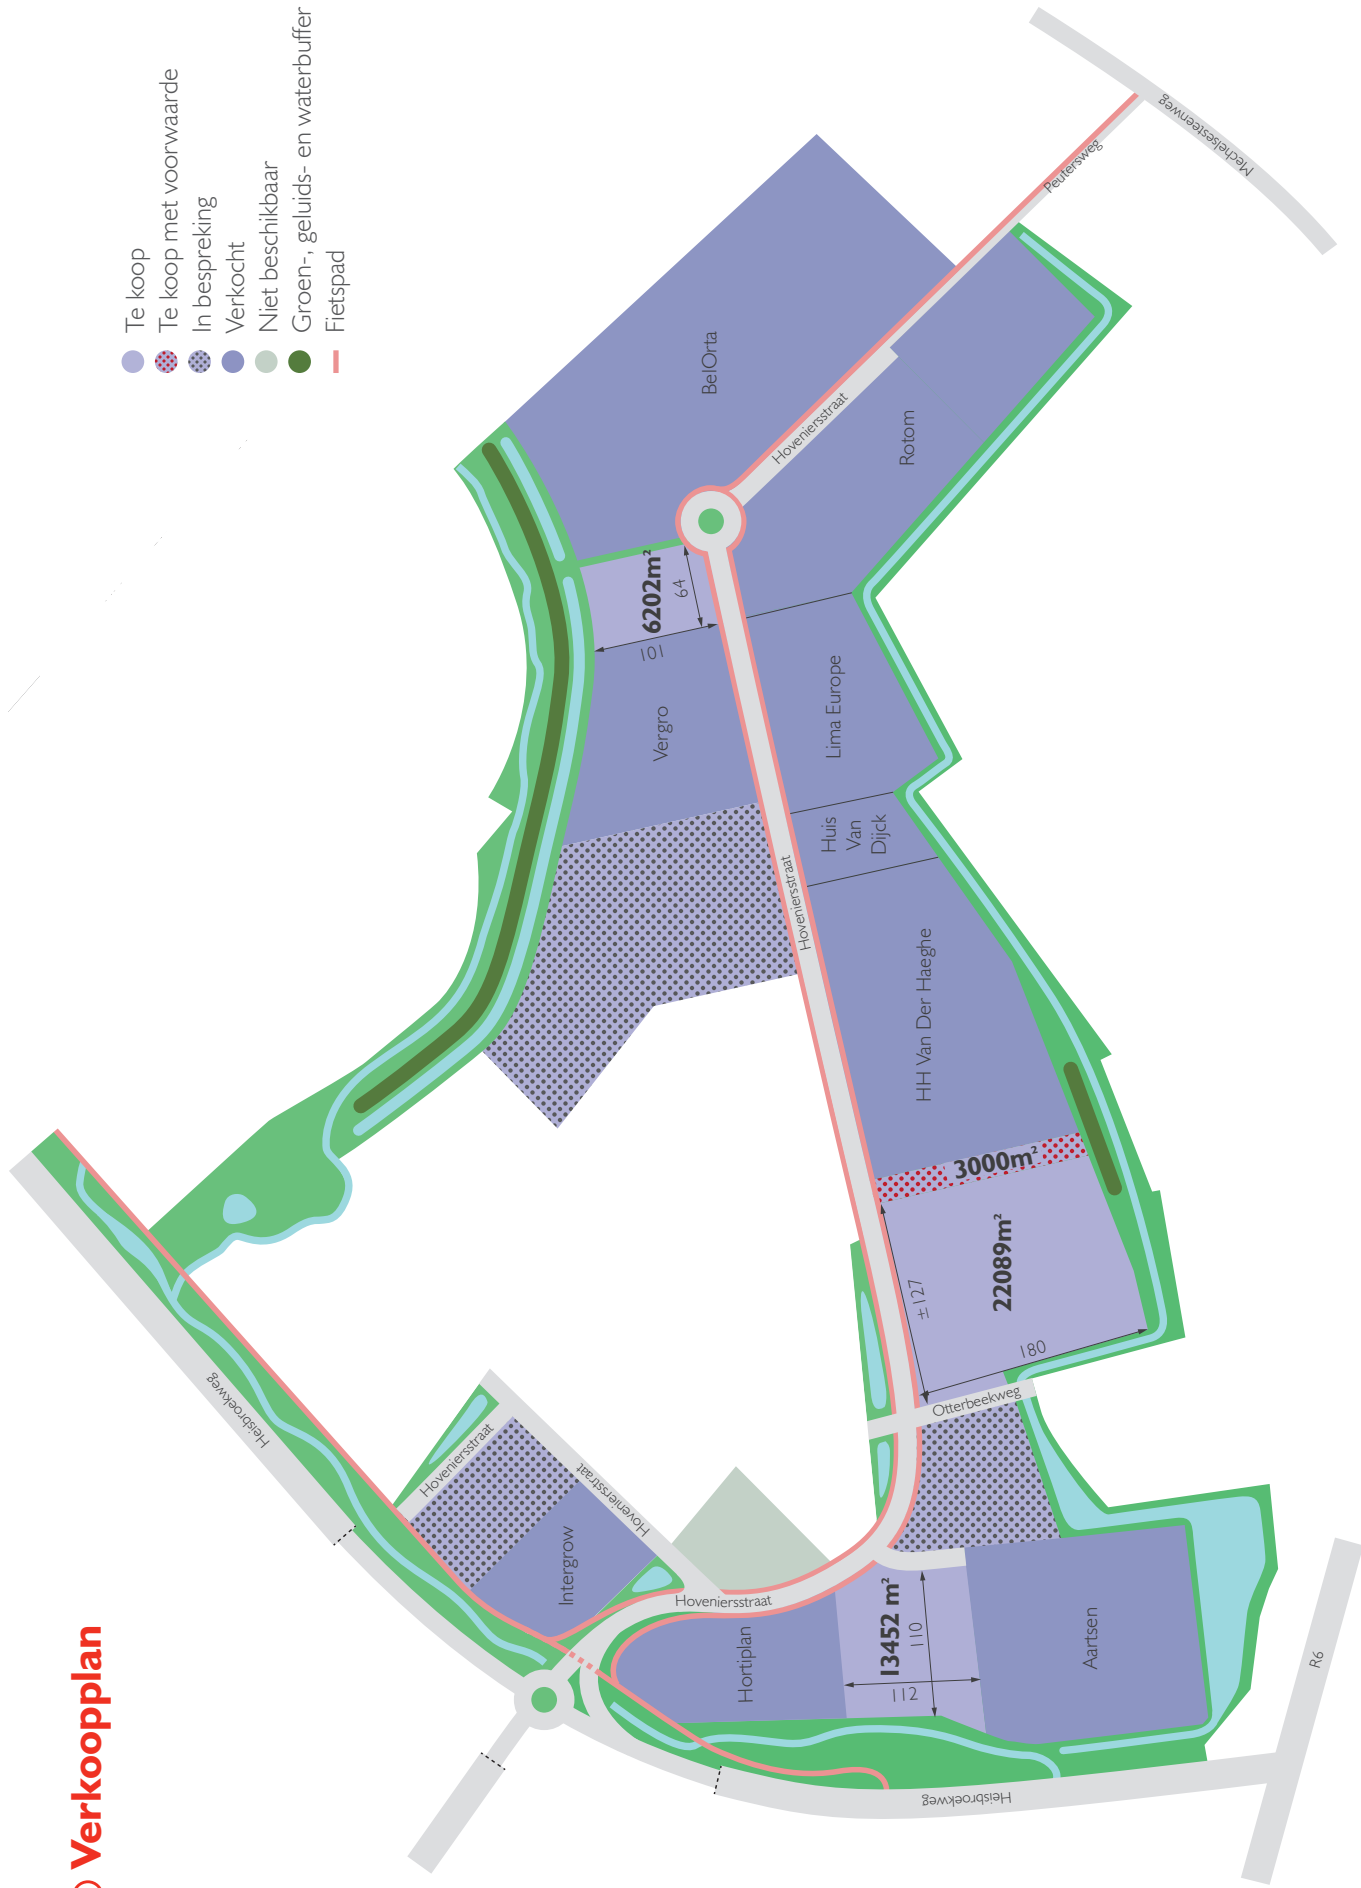 Verkoopplan
Te koop
Te koop met voorwaarde
In bespreking
Verkocht
Niet beschikbaar
Groen-, geluids- en waterbuffer
Fietspad
Heisbroekweg
Hoveniersstraat
Hoveniersstraat
Intergrow
Hoveniersstraat
Hortiplan
13452 m²
110
112
Aartsen
Heisbroekweg
R6
Otterbeekweg
180
±127
22089m²
3000m²
HH Van Der Haeghe
Hoveniersstraat
Huis
Van
Dijck
Lima Europe
Vergro
101
6202m²
64
BelOrta
Rotom
Hoveniersstraat
Peutersweg
Mechelsesteenweg